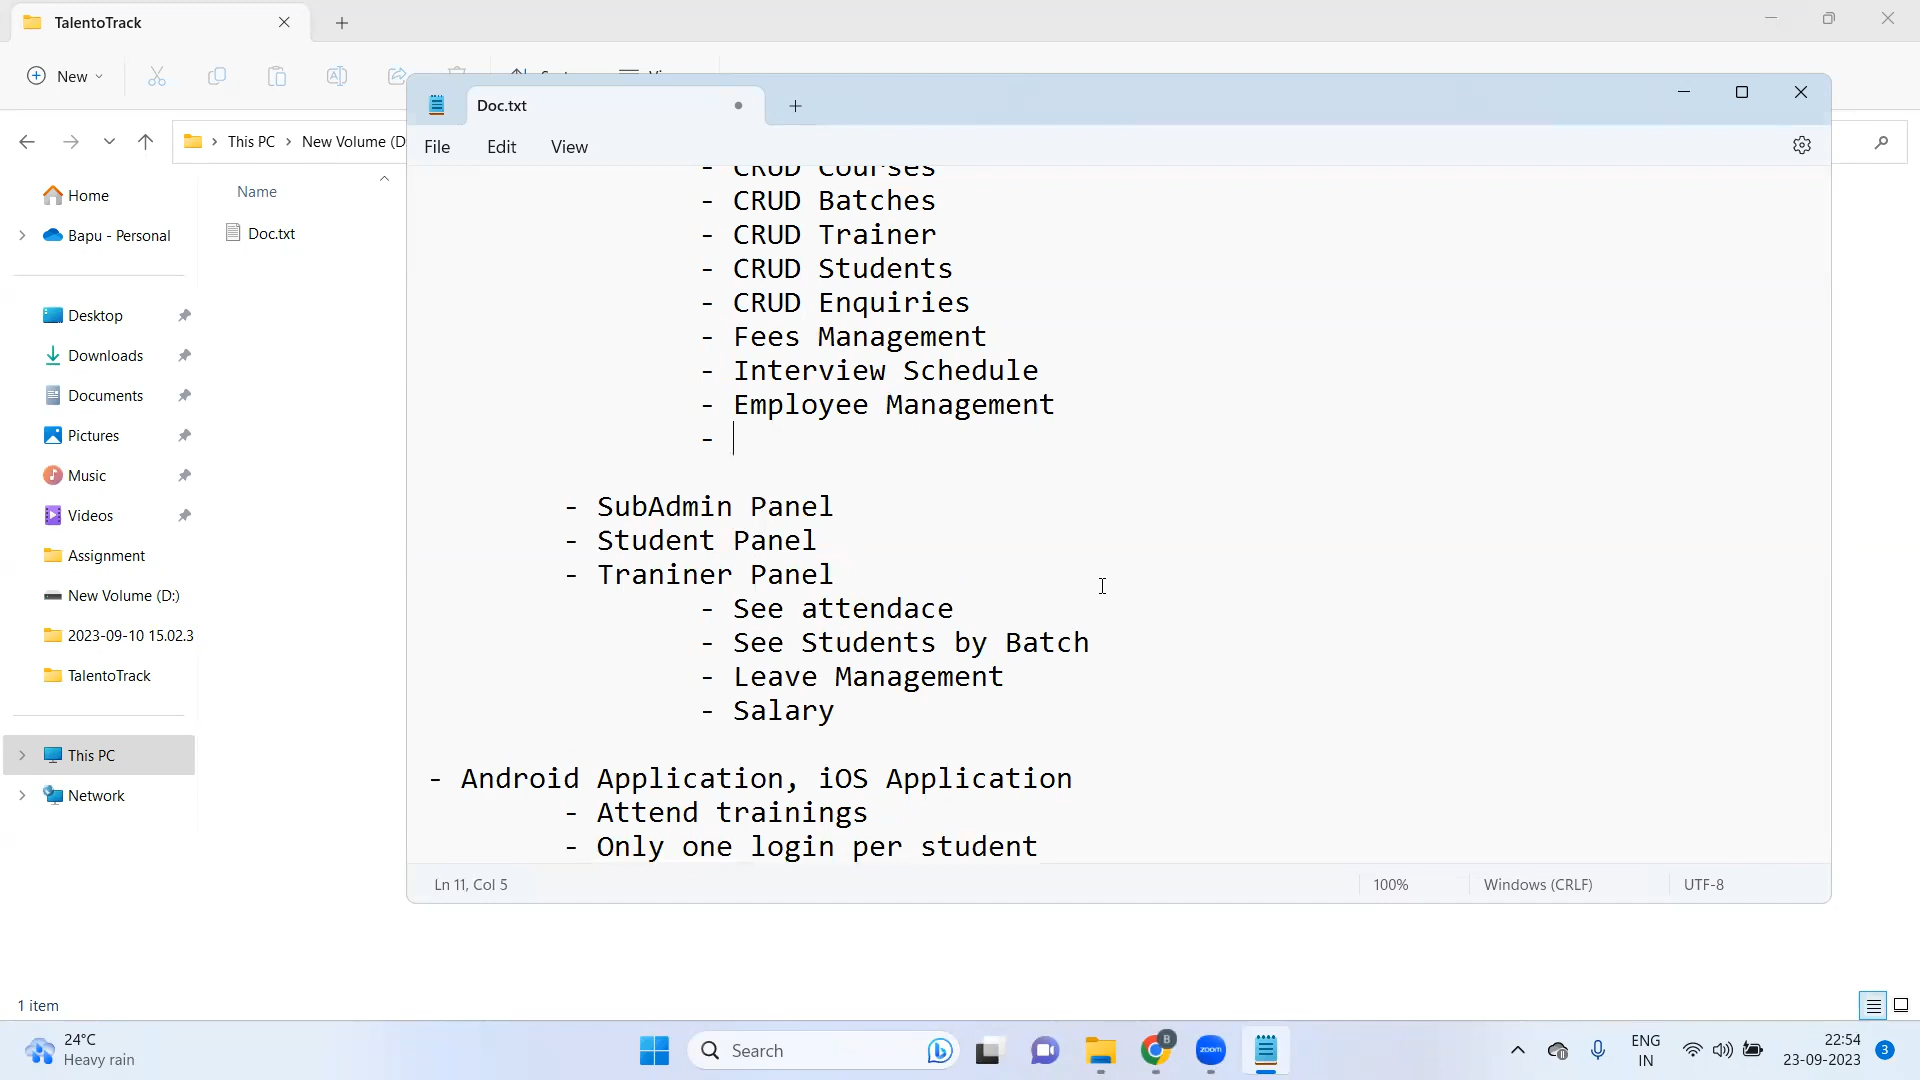 TalentoTrack
New
Doc.txt
This PC
New Volume (D
File
Edit
View
- CRUD Courses
- CRUD Batches
- CRUD Trainer
- CRUD Students
- CRUD Enquiries
- Fees Management
- Interview Schedule
- Employee Management
-
- SubAdmin Panel
- Student Panel
- Traniner Panel
- See attendace
- See Students by Batch
- Leave Management
- Salary
- Android Application, iOS Application
- Attend trainings
- Only one login per student
Ln 11, Col 5
100%
Windows (CRLF)
UTF-8
Home
Bapu - Personal
Desktop
Downloads
Documents
Pictures
Music
Videos
Assignment
New Volume (D:)
2023-09-10 15.02.3
TalentoTrack
This PC
Network
Name
Doc.txt
1 item
24°C
Heavy rain
Search
B
zoom
ENG
IN
22:54
23-09-2023
3